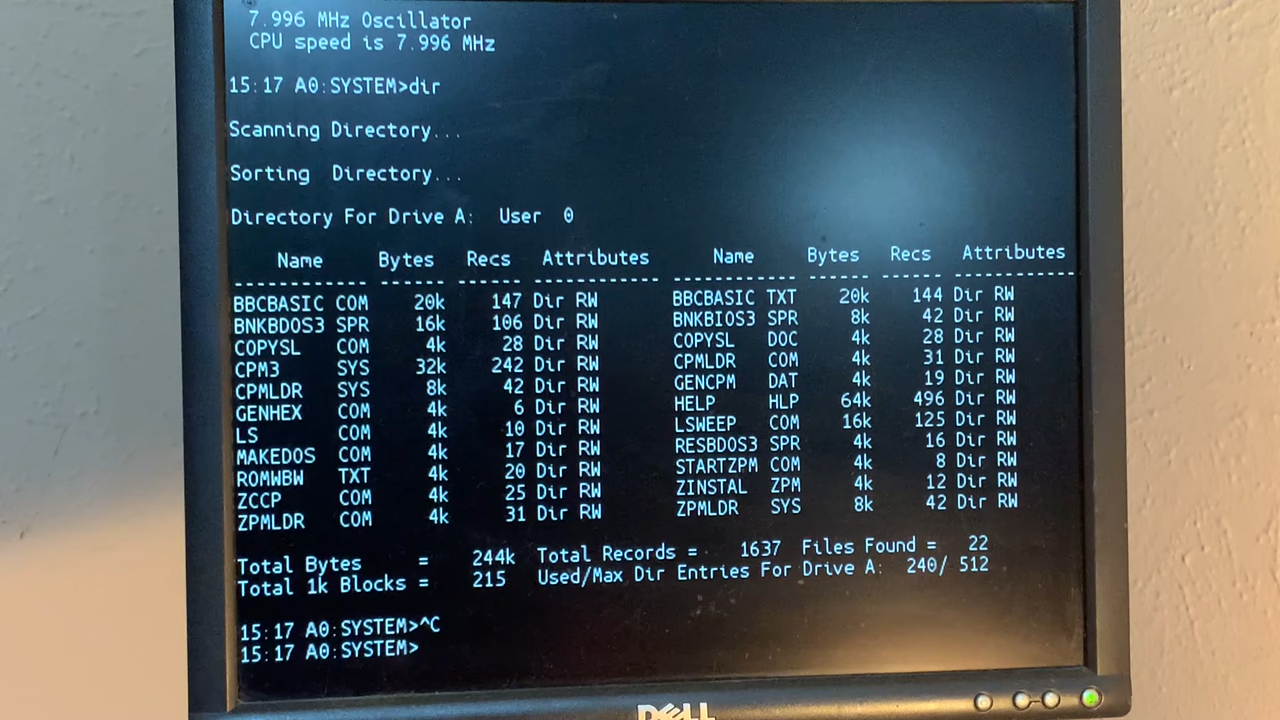 7.996 MHz Oscillator
CPU speed is 7.996 MHz
15:17 A0:SYSTEM>dir
Scanning Directory...
Sorting  Directory...
Directory For Drive A:  User  0
Name     Bytes   Recs   Attributes      Name     Bytes   Recs   Attributes
------------ ------ ------ ------------ ------------ ------ ------ ------------
BBCBASIC COM    20k    147 Dir RW       BBCBASIC TXT    20k    144 Dir RW
BNKBDOS3 SPR    16k    106 Dir RW       BNKBIOS3 SPR     8k     42 Dir RW
COPYSL   COM     4k     28 Dir RW       COPYSL   DOC     4k     28 Dir RW
CPM3     SYS    32k    242 Dir RW       CPMLDR   COM     4k     31 Dir RW
CPMLDR   SYS     8k     42 Dir RW       GENCPM   DAT     4k     19 Dir RW
GENHEX   COM     4k      6 Dir RW       HELP     HLP    64k    496 Dir RW
LS       COM     4k     10 Dir RW       LSWEEP   COM    16k    125 Dir RW
MAKEDOS  COM     4k     17 Dir RW       RESBDOS3 SPR     4k     16 Dir RW
ROMWBW   TXT     4k     20 Dir RW       STARTZPM COM     4k      8 Dir RW
ZCCP     COM     4k     25 Dir RW       ZINSTAL  ZPM     4k     12 Dir RW
ZPMLDR   COM     4k     31 Dir RW       ZPMLDR   SYS     8k     42 Dir RW
Total Bytes     =    244k  Total Records =    1637  Files Found =   22
Total 1k Blocks =    215   Used/Max Dir Entries For Drive A:  240/ 512
15:17 A0:SYSTEM>^C
15:17 A0:SYSTEM>
DELL